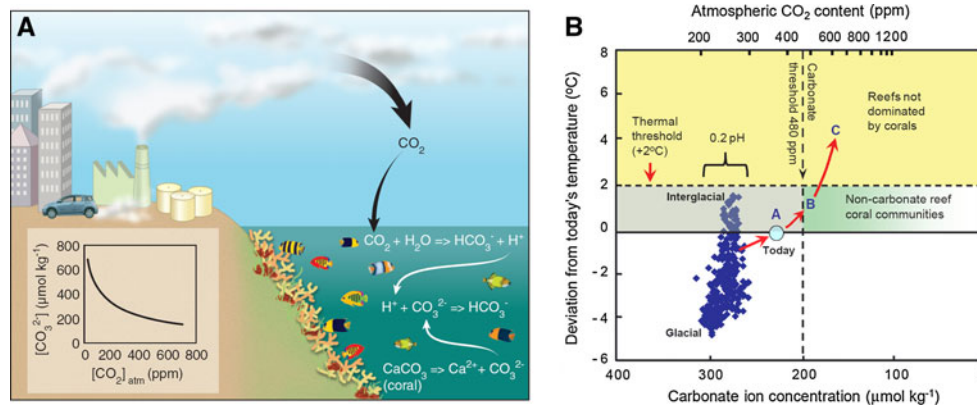 A
CO₂
CO₂ + H₂O => HCO₃⁻ + H⁺
H⁺ + CO₃²⁻ => HCO₃⁻
CaCO₃ => Ca²⁺ + CO₃²⁻
(coral)
[CO₃²⁻] (µmol kg⁻¹)
800
600
400
200
0
0 200 400 600 800
[CO₂]atm (ppm)
B
Atmospheric CO₂ content (ppm)
200 300 400 600 800 1200
Deviation from today's temperature (ºC)
8
6
4
2
0
-2
-4
-6
Thermal
threshold
(+2ºC)
0.2 pH
Carbonate
threshold 480 ppm
Reefs not
dominated
by corals
C
B
A
Interglacial
Non-carbonate reef
coral communities
Today
Glacial
400 300 200 100 0
Carbonate ion concentration (µmol kg⁻¹)